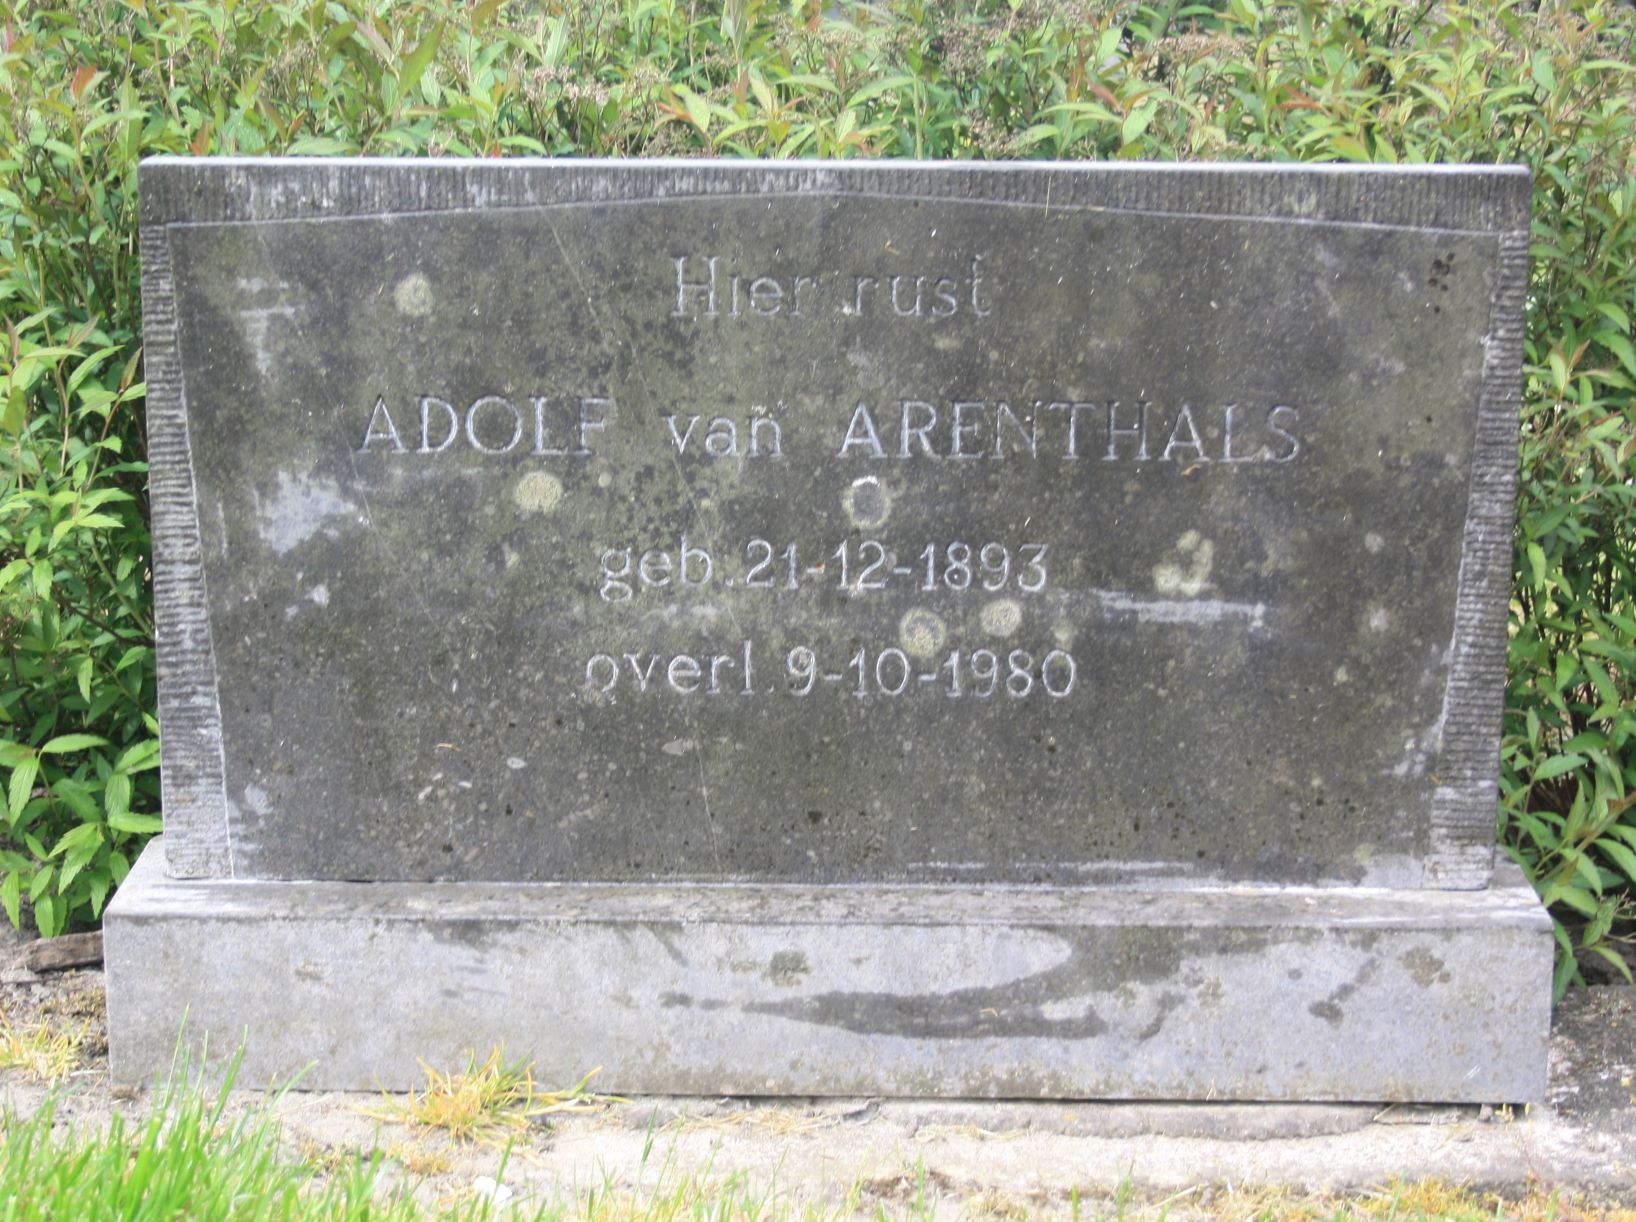 Hier rust
ADOLF van ARENTHALS
geb. 21-12-1893
overl. 9-10-1980